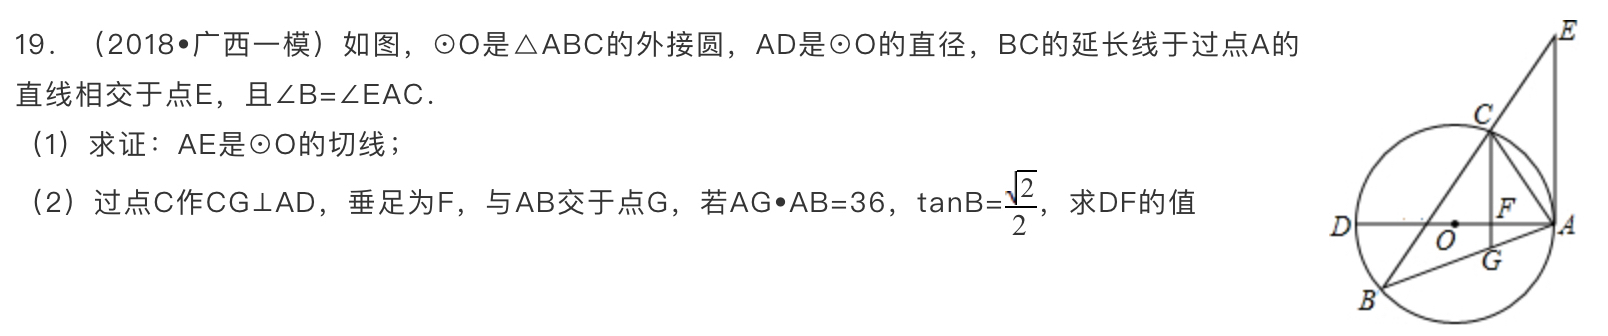 19．（2018•广西一模）如图，⊙O是△ABC的外接圆，AD是⊙O的直径，BC的延长线于过点A的
直线相交于点E，且∠B=∠EAC．
（1）求证：AE是⊙O的切线；
（2）过点C作CG⊥AD，垂足为F，与AB交于点G，若AG•AB=36，tanB=√2/2，求DF的值
E
C
F
D
O
A
G
B